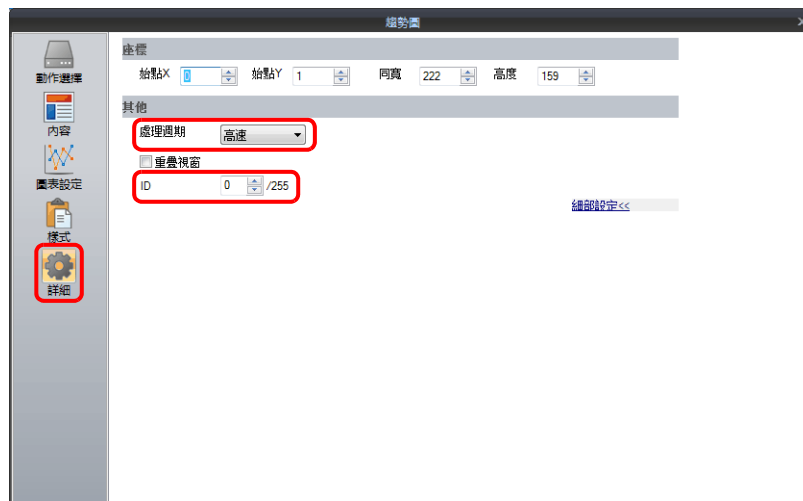 趨勢圖
動作選擇
內容
圖表設定
樣式
詳細
座標
始點X 0 始點Y 1 同寬 222 高度 159
其他
處理週期 高速
重疊視窗
ID 0 /255
細部設定<<